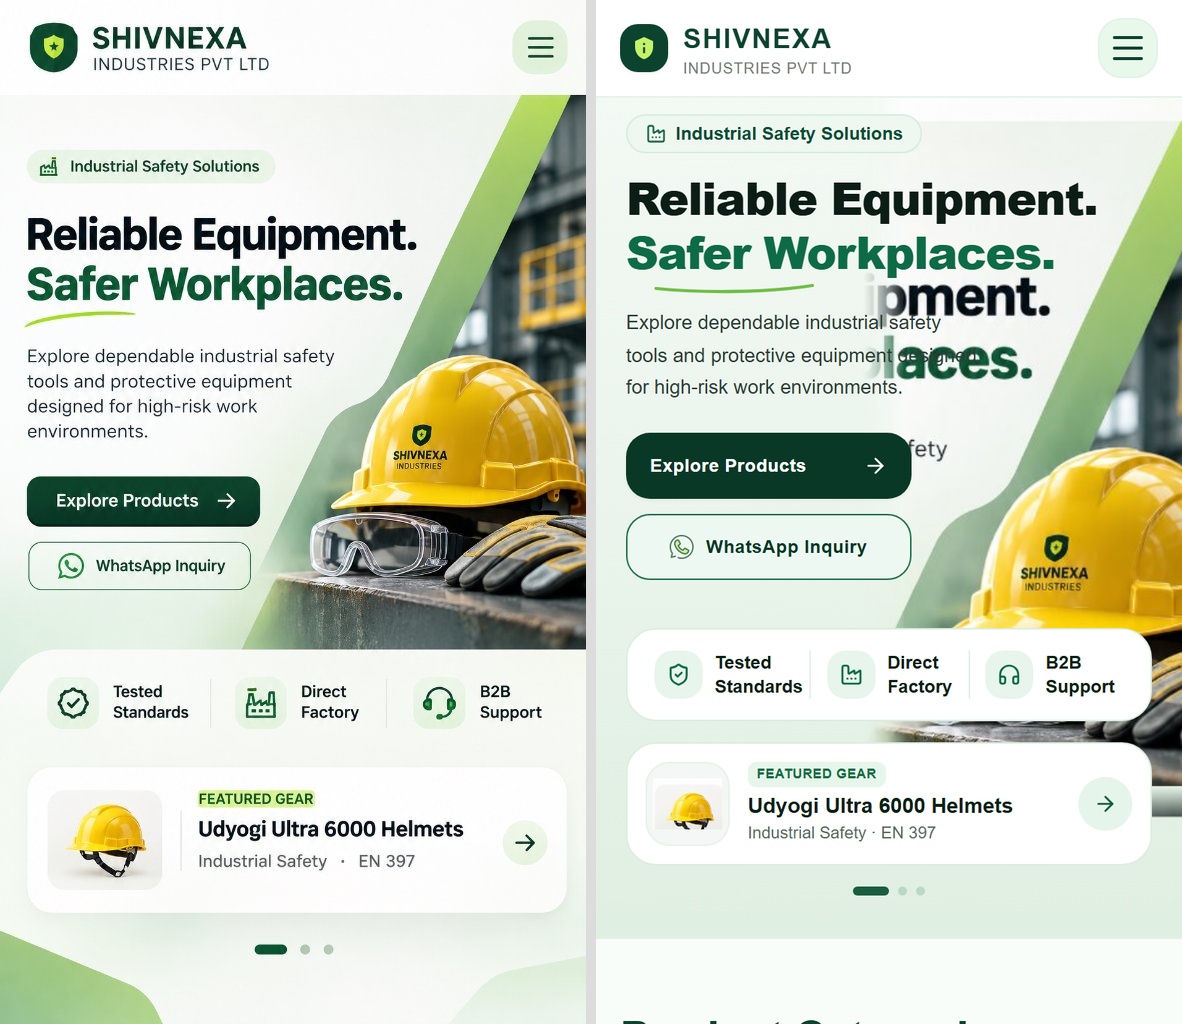 SHIVNEXA
INDUSTRIES PVT LTD
Industrial Safety Solutions
Reliable Equipment.
Safer Workplaces.
Explore dependable industrial safety
tools and protective equipment
designed for high-risk work
environments.
SHIVNEXA
INDUSTRIES
Explore Products
WhatsApp Inquiry
Tested
Standards
Direct
Factory
B2B
Support
FEATURED GEAR
Udyogi Ultra 6000 Helmets
Industrial Safety · EN 397
SHIVNEXA
INDUSTRIES PVT LTD
Industrial Safety Solutions
Reliable Equipment.
Safer Workplaces.
ipment.
Explore dependable industrial safety
tools and protective equipment designed
laces.
for high-risk work environments.
fety
Explore Products
WhatsApp Inquiry
SHIVNEXA
INDUSTRIES
Tested
Standards
Direct
Factory
B2B
Support
FEATURED GEAR
Udyogi Ultra 6000 Helmets
Industrial Safety · EN 397